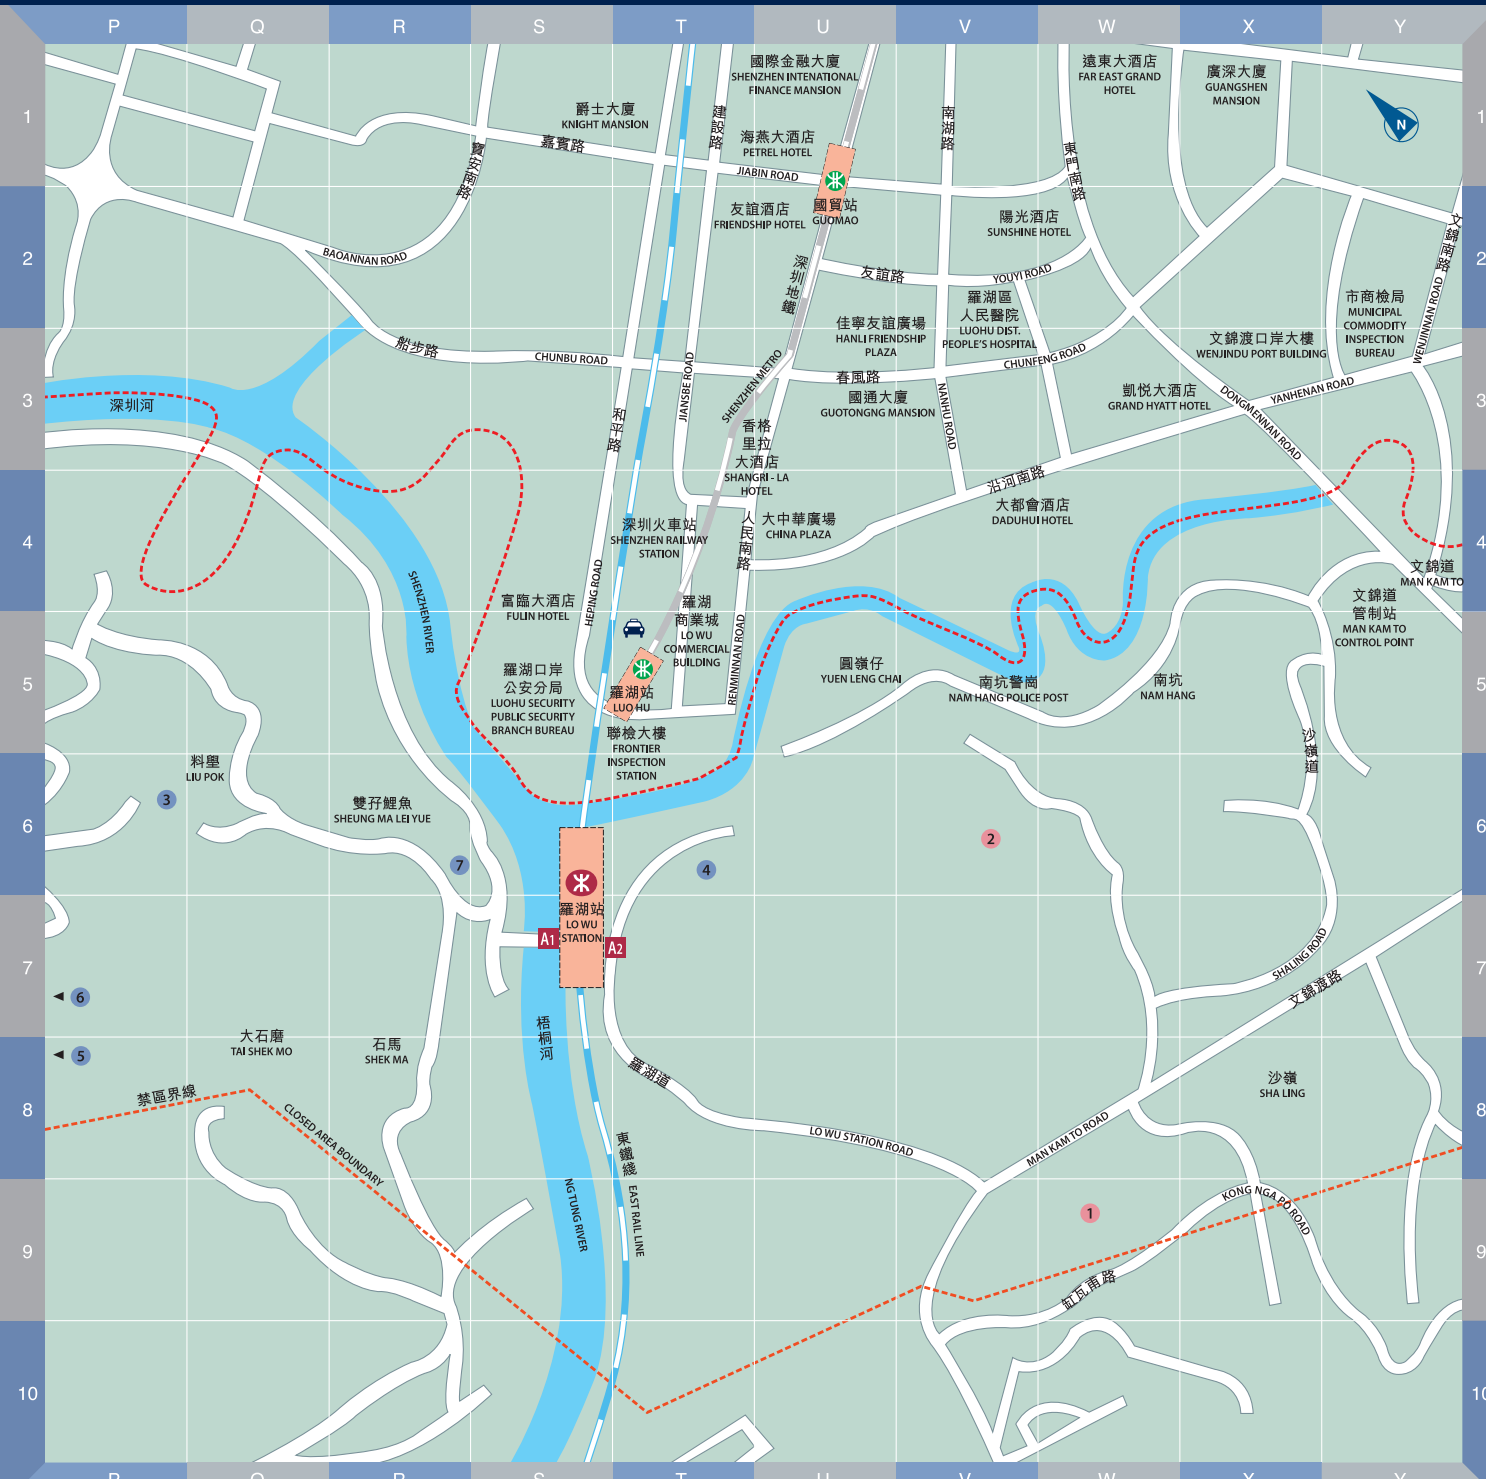 P Q R S T U V W X Y
1
2
3
4
5
6
7
8
9
10
國際金融大廈
SHENZHEN INTENATIONAL
FINANCE MANSION
遠東大酒店
FAR EAST GRAND
HOTEL
廣深大廈
GUANGSHEN
MANSION
N
爵士大廈
KNIGHT MANSION
建設路
南湖路
海燕大酒店
PETREL HOTEL
嘉賓路
JIABIN ROAD
寶安南路
東門南路
友誼酒店
FRIENDSHIP HOTEL
國貿站
GUOMAO
陽光酒店
SUNSHINE HOTEL
文錦南路
BAOANNAN ROAD
深圳地鐵
友誼路
YOUYI ROAD
羅湖區
人民醫院
LUOHU DIST.
PEOPLE'S HOSPITAL
市商檢局
MUNICIPAL
COMMODITY
INSPECTION
BUREAU
WENJINNAN ROAD
佳寧友誼廣場
HANLI FRIENDSHIP
PLAZA
文錦渡口岸大樓
WENJINDU PORT BUILDING
船步路
CHUNBU ROAD
CHUNFENG ROAD
春風路
JIANSBE ROAD
SHENZHEN METRO
國通大廈
GUOTONGNG MANSION
NANHU ROAD
凱悦大酒店
GRAND HYATT HOTEL
DONGMENNAN ROAD
YANHENAN ROAD
深圳河
和平路
香格
里拉
大酒店
SHANGRI - LA
HOTEL
沿河南路
大都會酒店
DADUHUI HOTEL
深圳火車站
SHENZHEN RAILWAY
STATION
人民南路
大中華廣場
CHINA PLAZA
文錦道
MAN KAM TO
SHENZHEN RIVER
HEPING ROAD
富臨大酒店
FULIN HOTEL
羅湖
商業城
LO WU
COMMERCIAL
BUILDING
RENMINNAN ROAD
文錦道
管制站
MAN KAM TO
CONTROL POINT
羅湖口岸
公安分局
LUOHU SECURITY
PUBLIC SECURITY
BRANCH BUREAU
羅湖站
LUO HU
圓嶺仔
YUEN LENG CHAI
南坑警崗
NAM HANG POLICE POST
南坑
NAM HANG
聯檢大樓
FRONTIER
INSPECTION
STATION
沙嶺道
料壆
LIU POK
3
雙孖鯉魚
SHEUNG MA LEI YUE
7
4
2
羅湖站
LO WU
STATION
A1
A2
SHALING ROAD
文錦渡路
6
5
大石磨
TAI SHEK MO
石馬
SHEK MA
梧桐河
羅湖道
沙嶺
SHA LING
禁區界線
CLOSED AREA BOUNDARY
東鐵綫
EAST RAIL LINE
LO WU STATION ROAD
MAN KAM TO ROAD
NG TUNG RIVER
KONG NGA PO ROAD
1
缸瓦甫路
1
2
3
4
5
6
7
8
9
10
P Q R S T U V W X Y